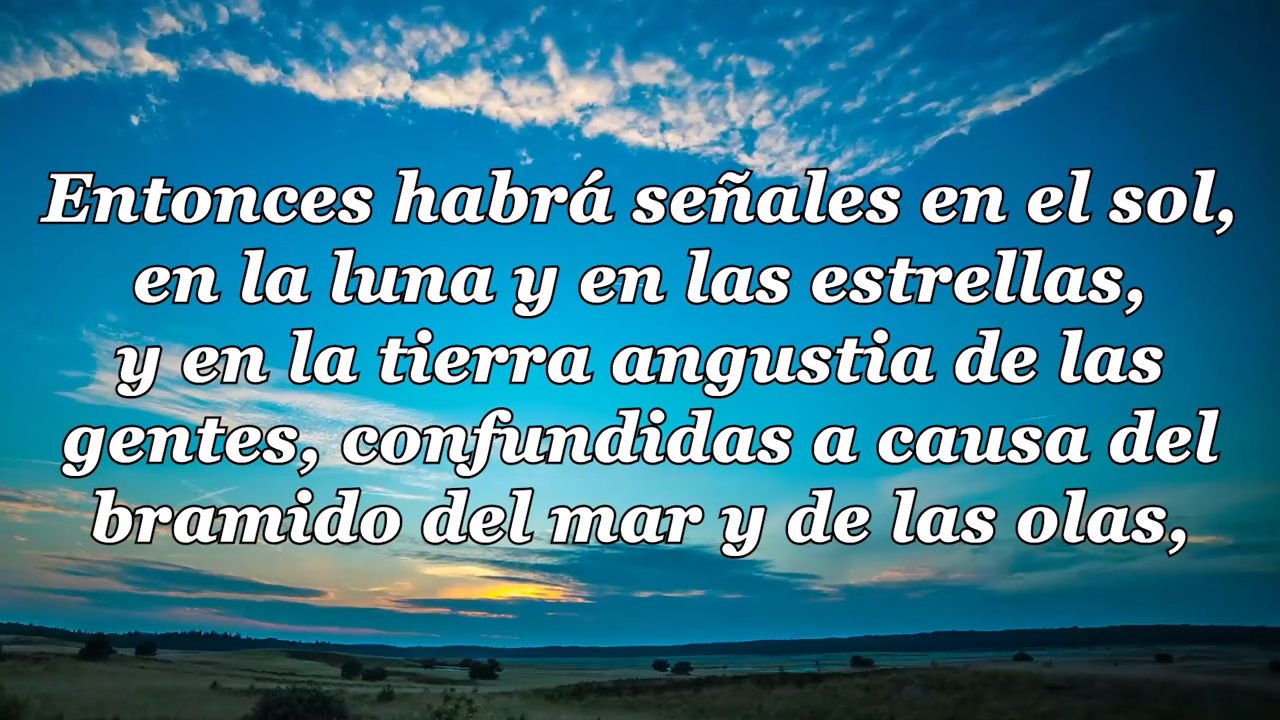 Entonces habrá señales en el sol,
en la luna y en las estrellas,
y en la tierra angustia de las
gentes, confundidas a causa del
bramido del mar y de las olas,